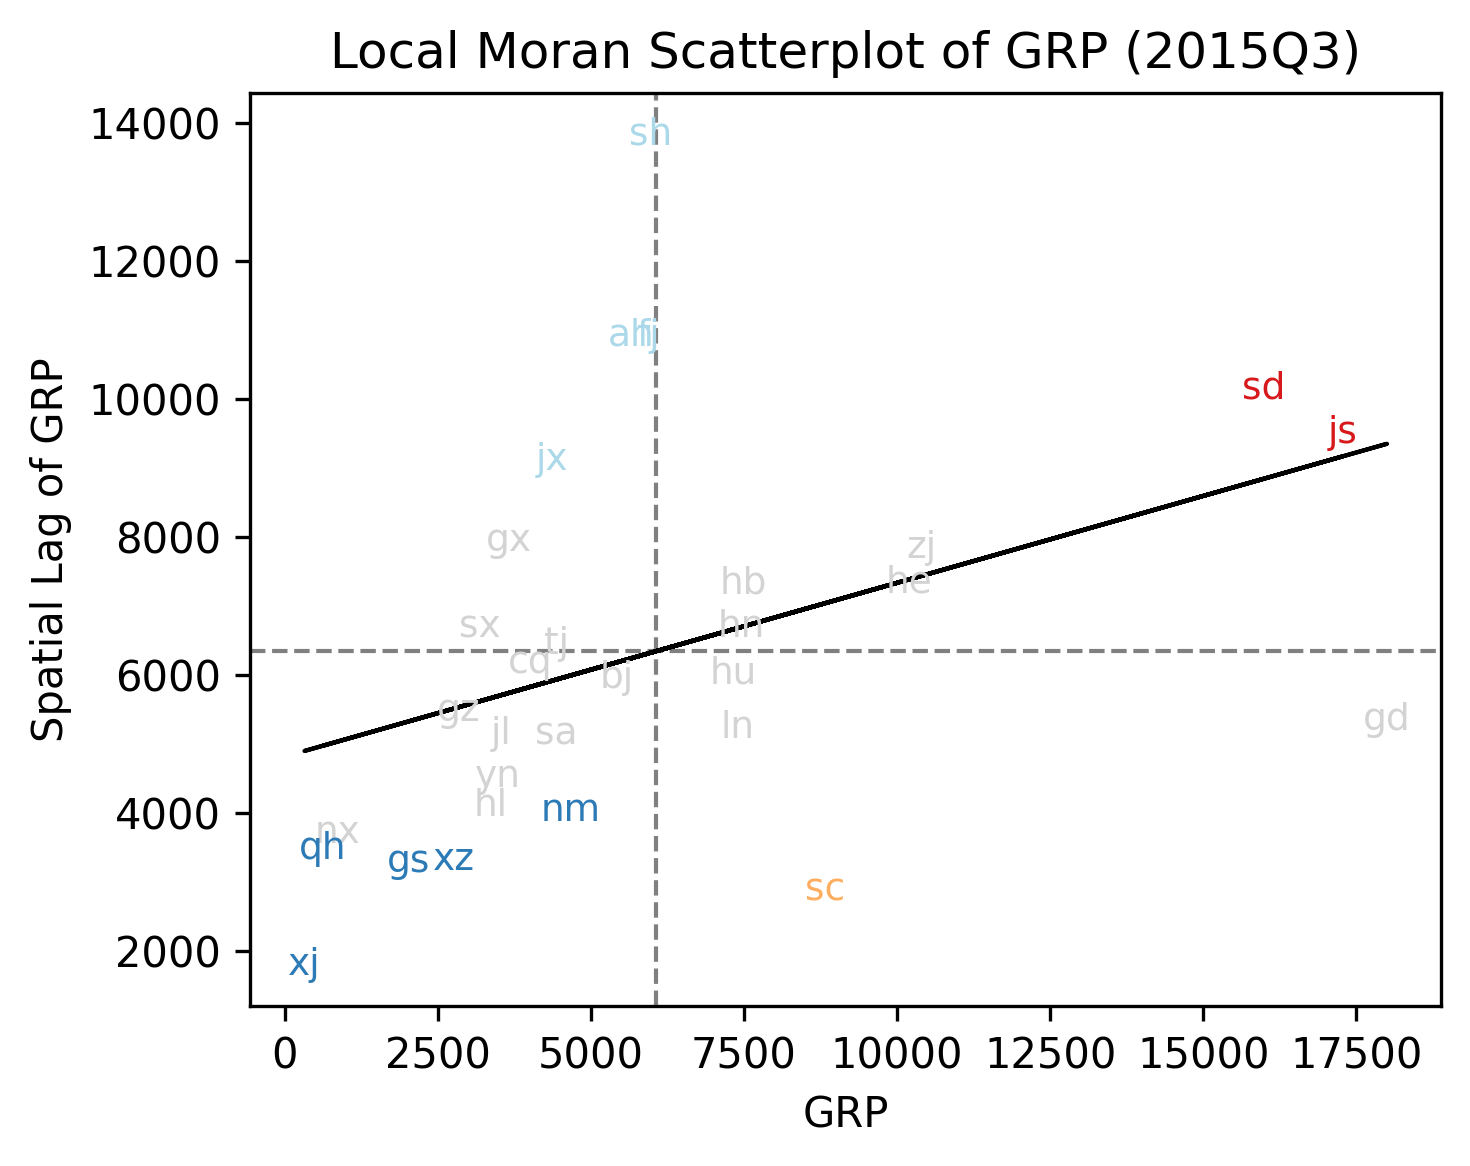 Local Moran Scatterplot of GRP (2015Q3)
14000
12000
10000
8000
6000
4000
2000
Spatial Lag of GRP
sh
ah fj
sd
js
jx
gx
zj
he
hb
sx
hn
tj
cq
bj
hu
gz
jl
sa
ln
gd
yn
hl
nm
nx
qh
gs
xz
sc
xj
0 2500 5000 7500 10000 12500 15000 17500
GRP